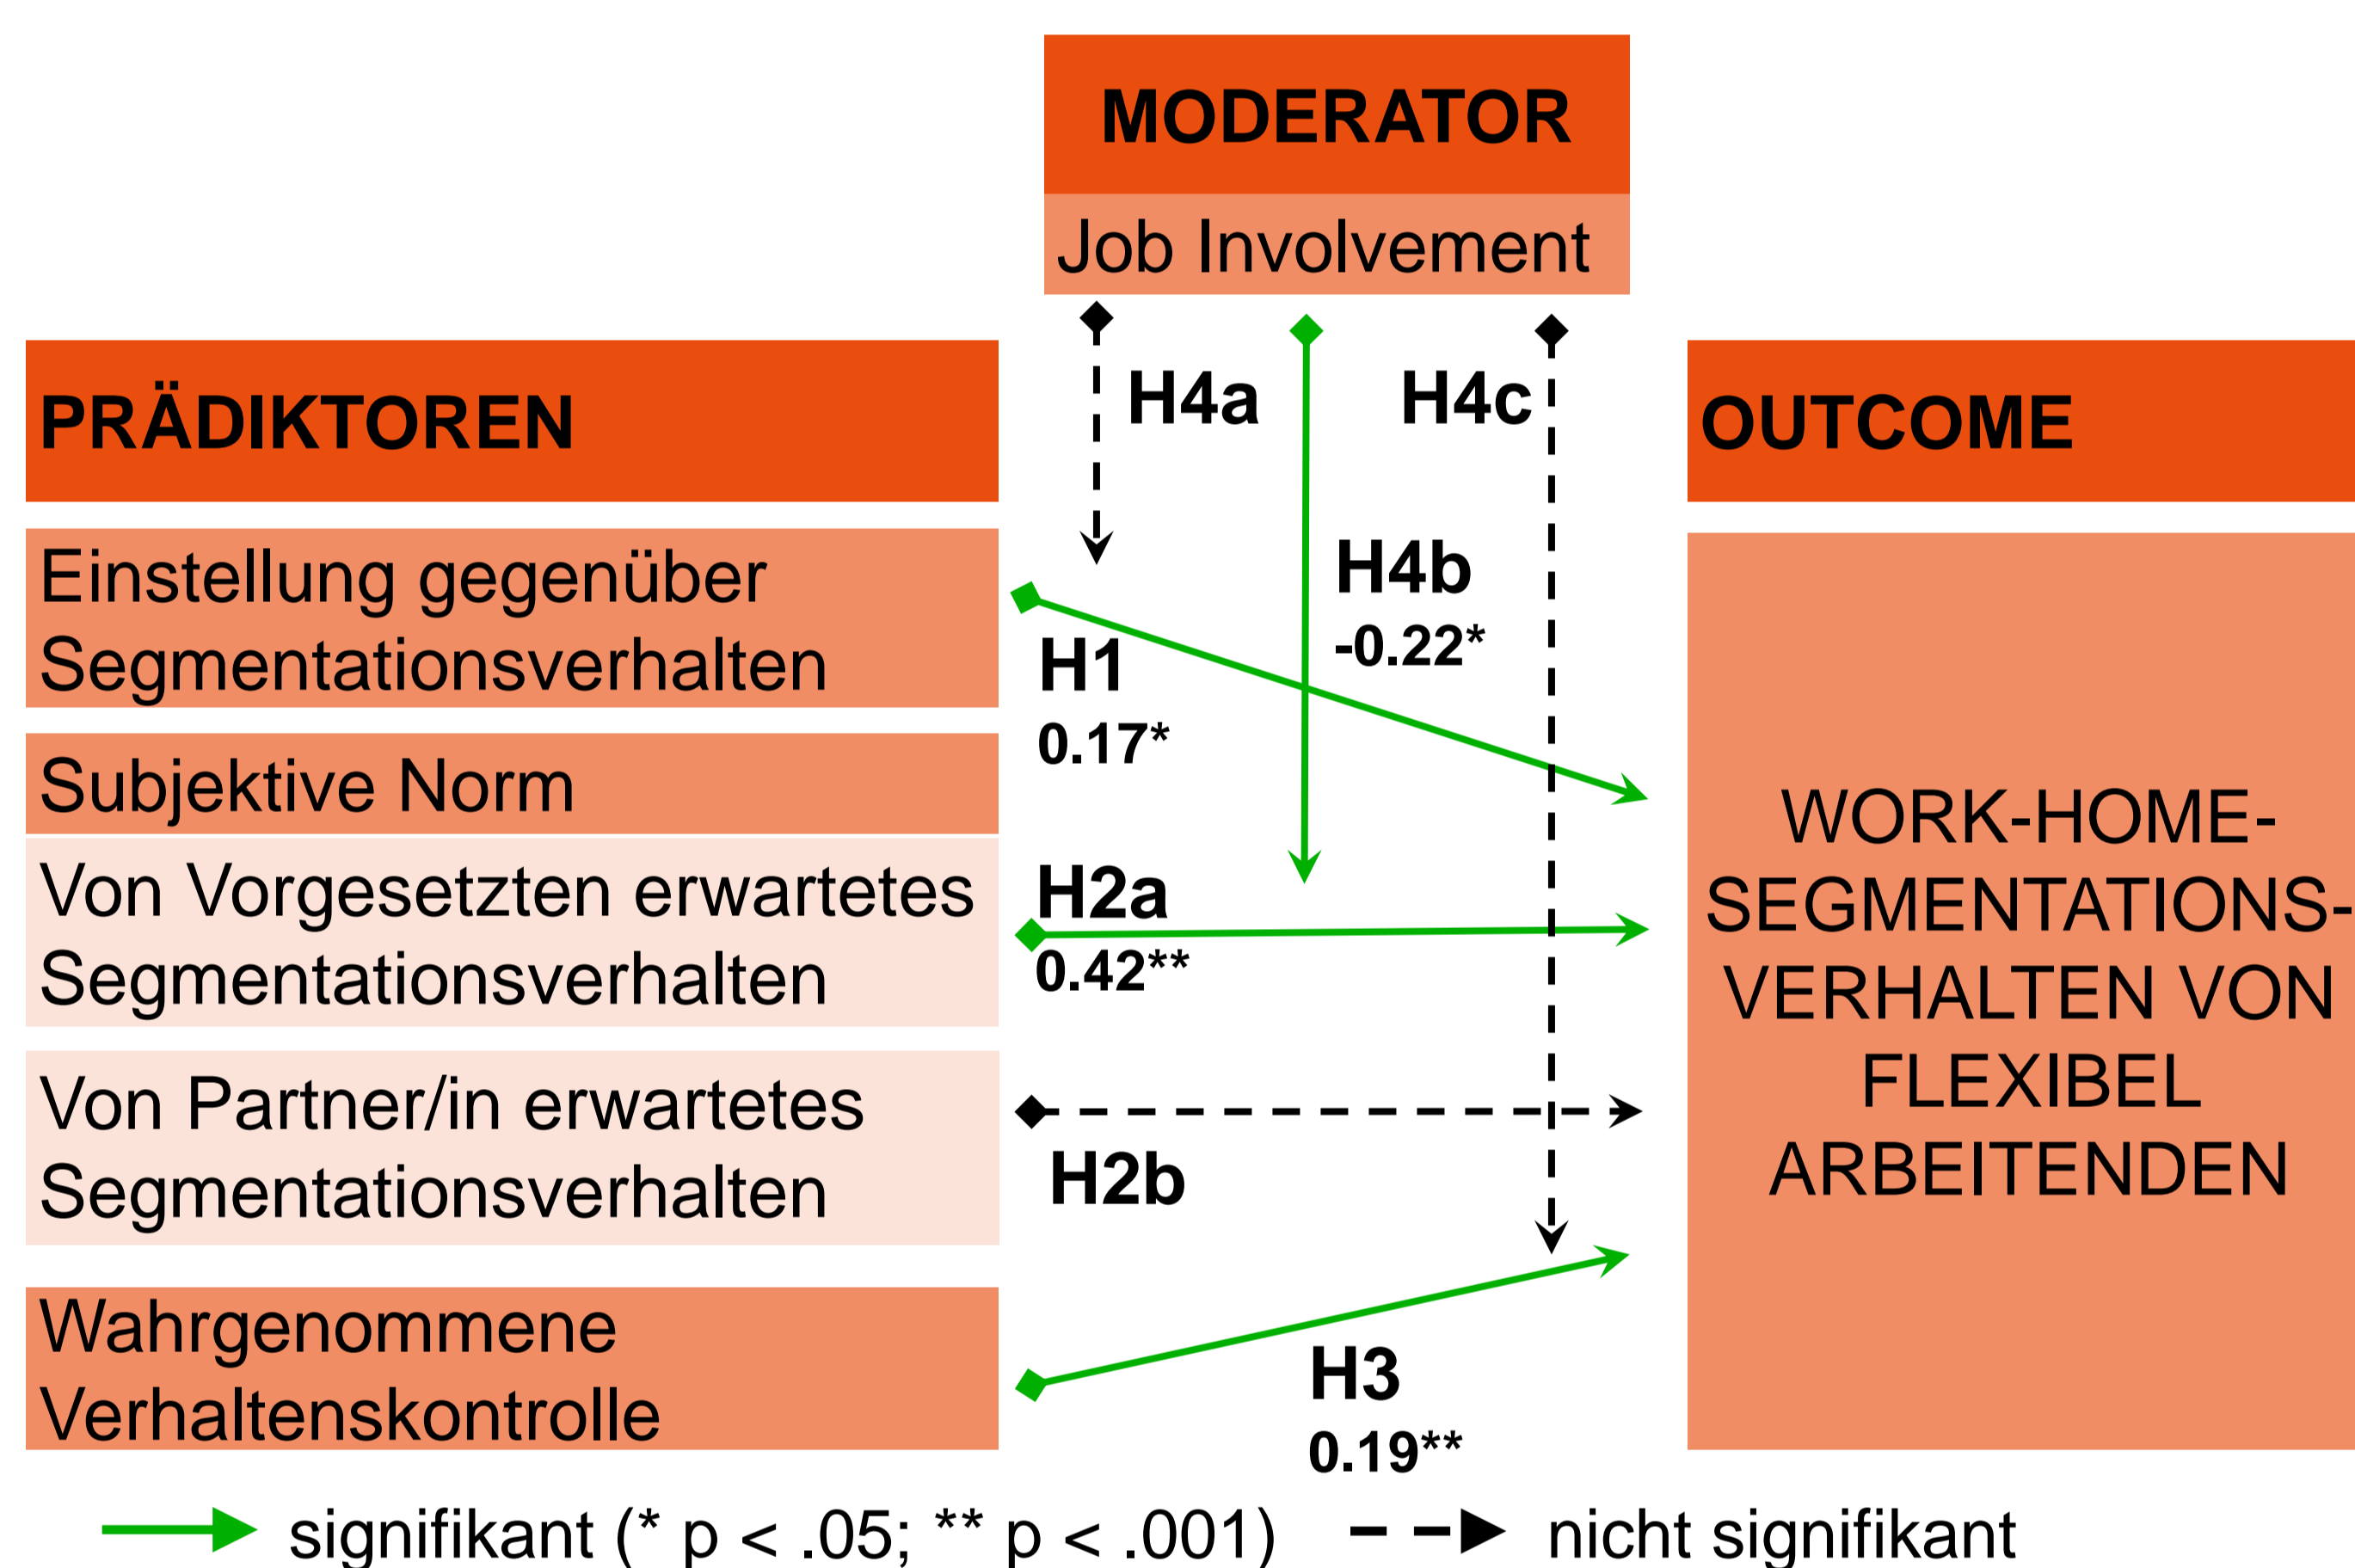 MODERATOR
Job Involvement
PRÄDIKTOREN
H4a
H4c
OUTCOME
Einstellung gegenüber
Segmentationsverhalten
H4b
-0.22*
H1
0.17*
Subjektive Norm
Von Vorgesetzten erwartetes
Segmentationsverhalten
H2a
0.42**
Von Partner/in erwartetes
Segmentationsverhalten
H2b
Wahrgenommene
Verhaltenskontrolle
H3
0.19**
WORK-HOME-
SEGMENTATIONS-
VERHALTEN VON
FLEXIBEL
ARBEITENDEN
signifikant (* p < .05; ** p < .001)
nicht signifikant